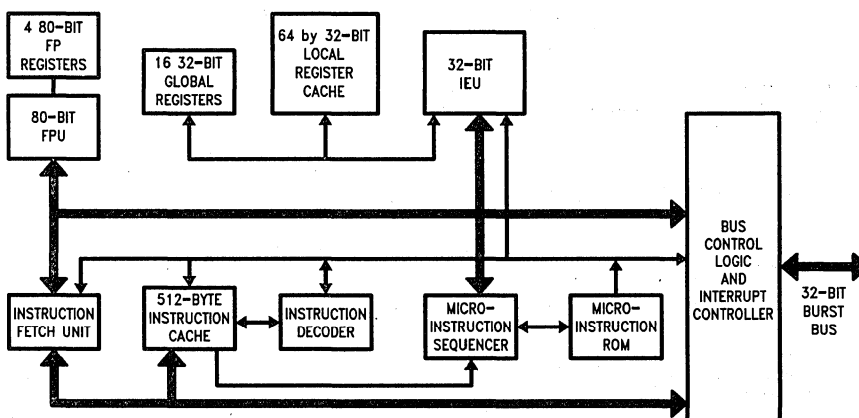 4 80-BIT
FP
REGISTERS
80-BIT
FPU
16 32-BIT
GLOBAL
REGISTERS
64 by 32-BIT
LOCAL
REGISTER
CACHE
32-BIT
IEU
INSTRUCTION
FETCH UNIT
512-BYTE
INSTRUCTION
CACHE
INSTRUCTION
DECODER
MICRO-
INSTRUCTION
SEQUENCER
MICRO-
INSTRUCTION
ROM
BUS
CONTROL
LOGIC
AND
INTERRUPT
CONTROLLER
32-BIT
BURST
BUS